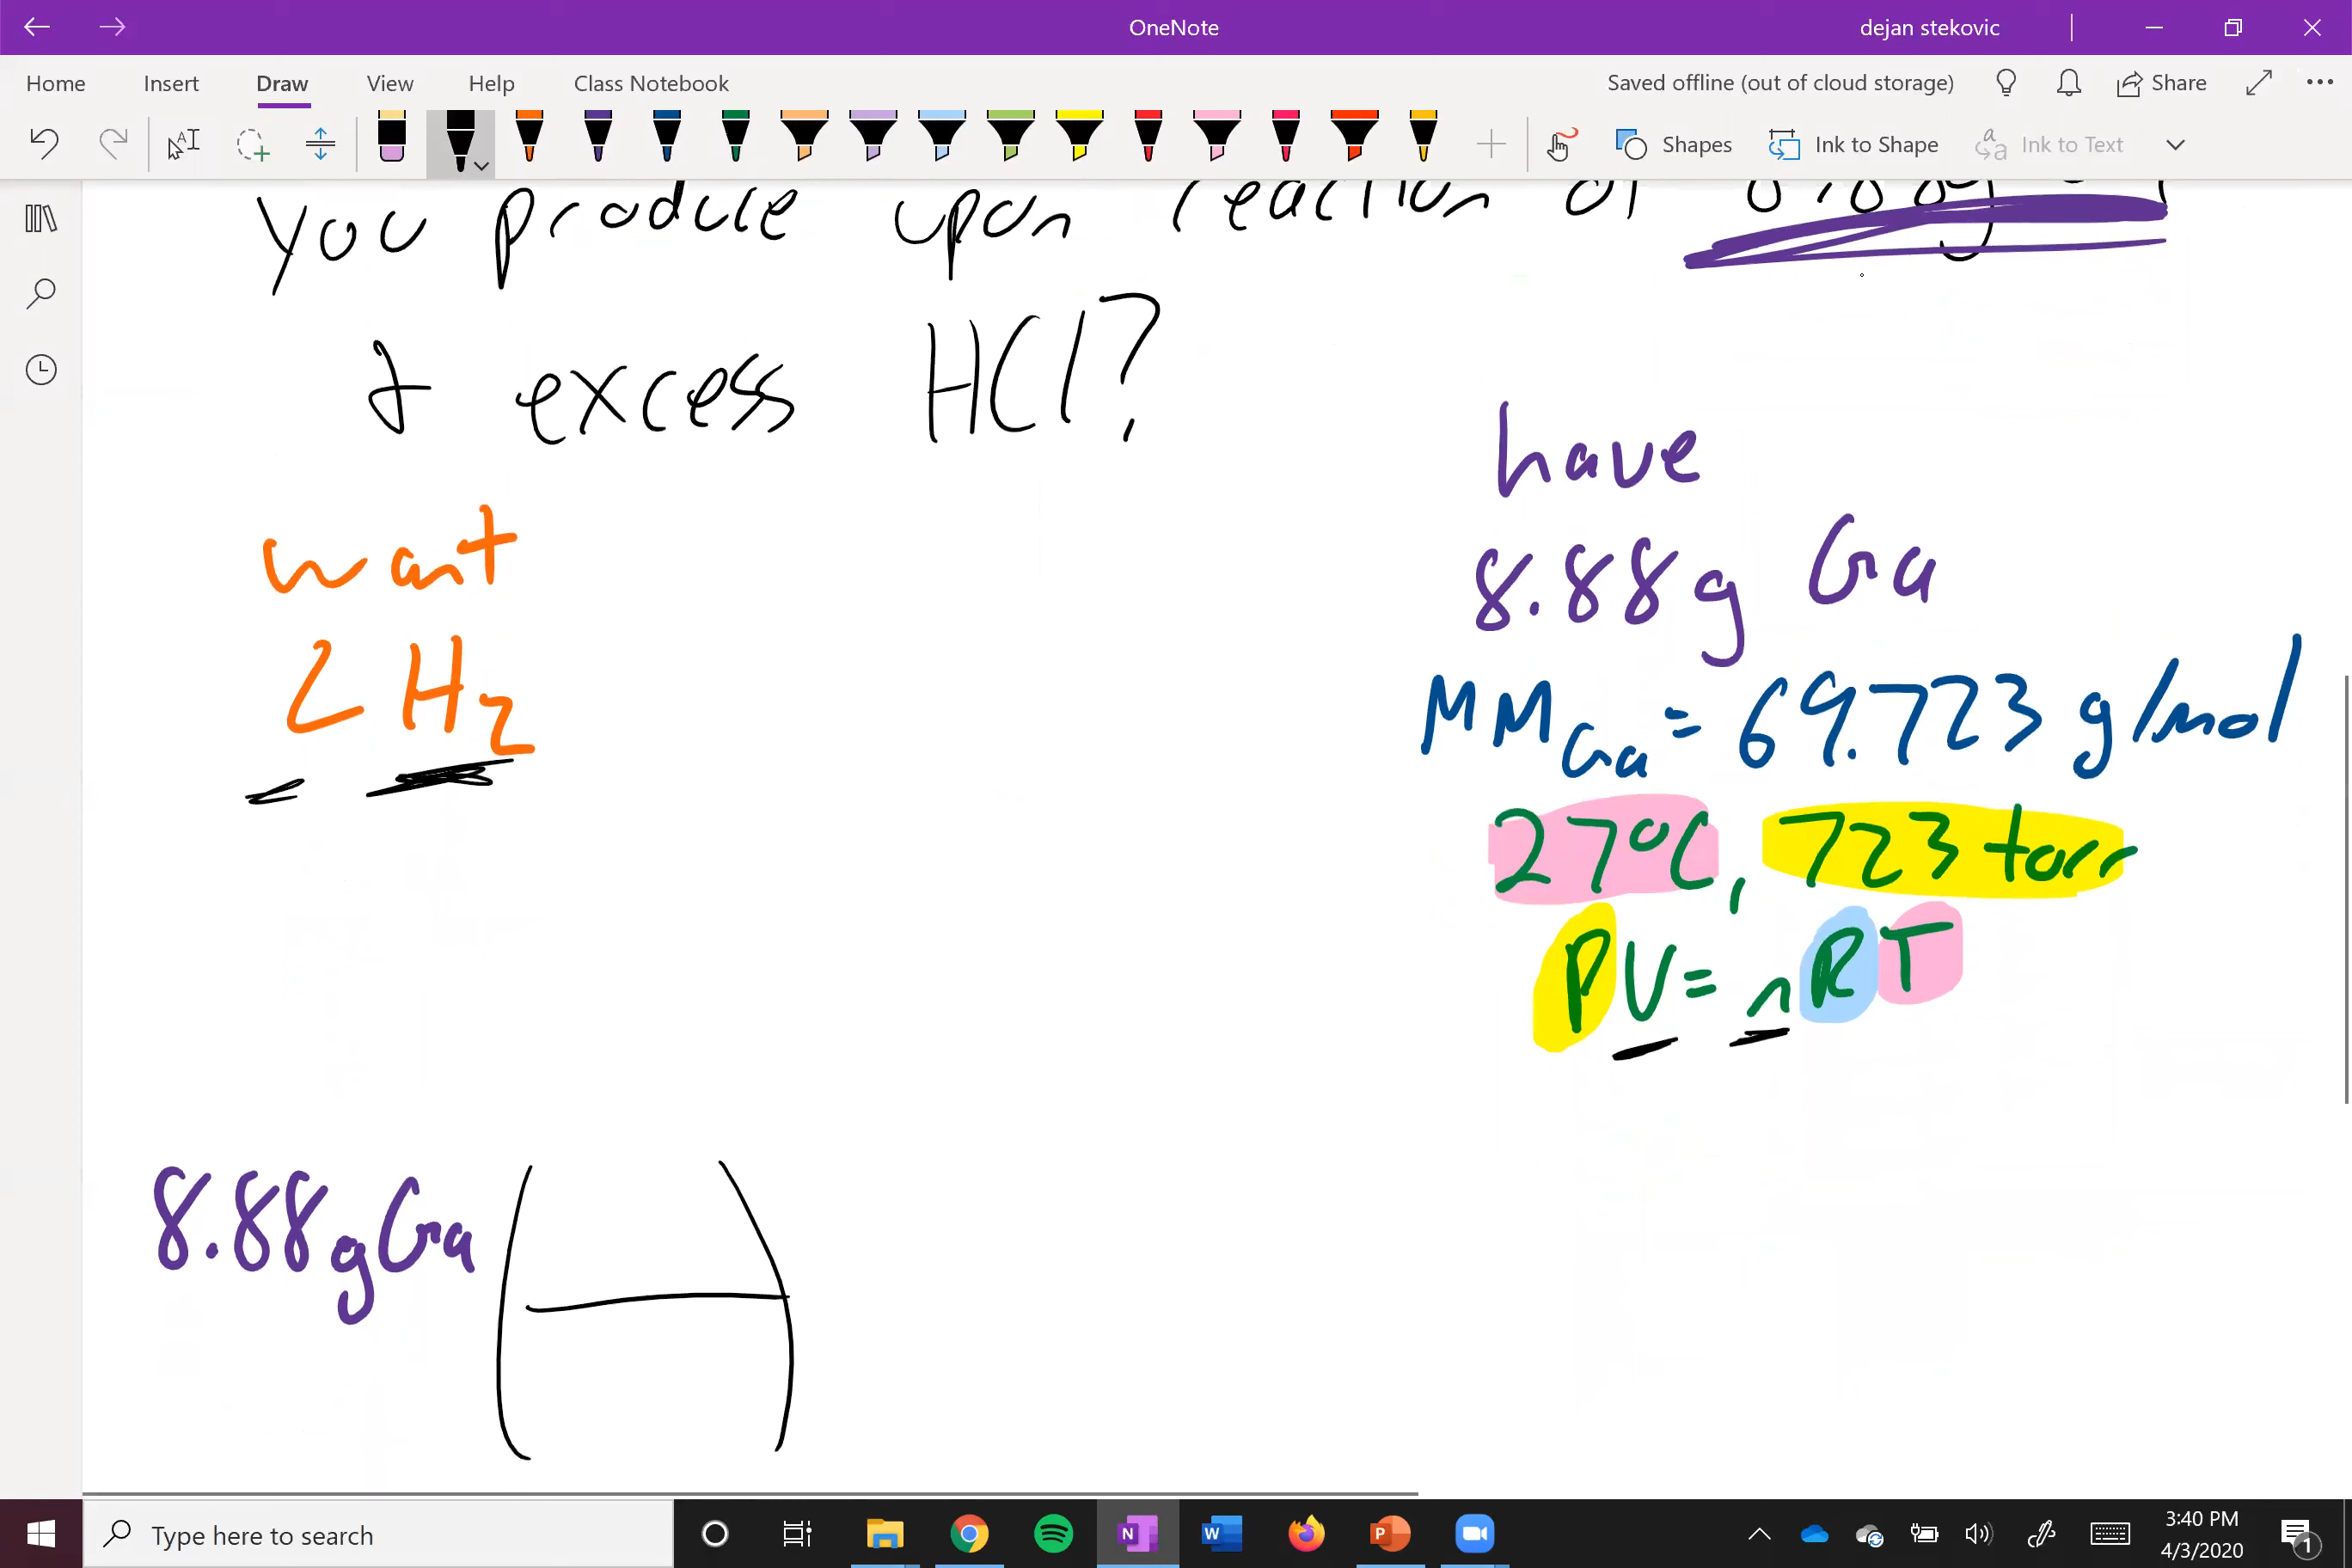 OneNote
dejan stekovic
Home Insert Draw View Help Class Notebook
Saved offline (out of cloud storage) Share
Shapes Ink to Shape Ink to Text
you produce upon reaction of
& excess HCl?
want
L H2
have
8.88g Ga
MMGa = 69.723 g/mol
27°C, 723 torr
PV = nRT
8.88g Ga
Type here to search
3:40 PM
4/3/2020
1